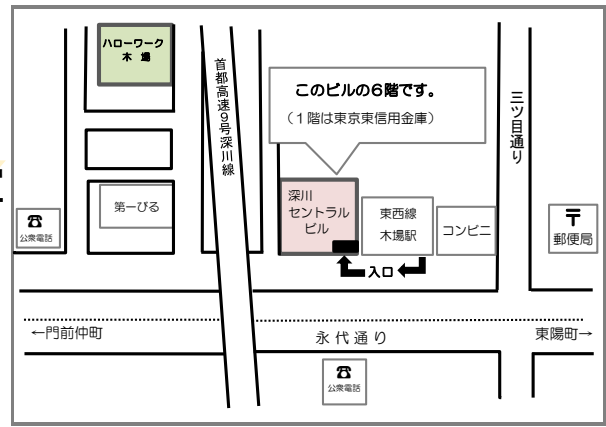 ハローワーク
木場
首都高速9号深川線
このビルの6階です。
(1階は東京東信用金庫)
三ツ目通り
第一びる
公衆電話
深川
セントラル
ビル
東西線
木場駅
コンビニ
〒
郵便局
入口
←門前仲町
永代通り
東陽町→
公衆電話